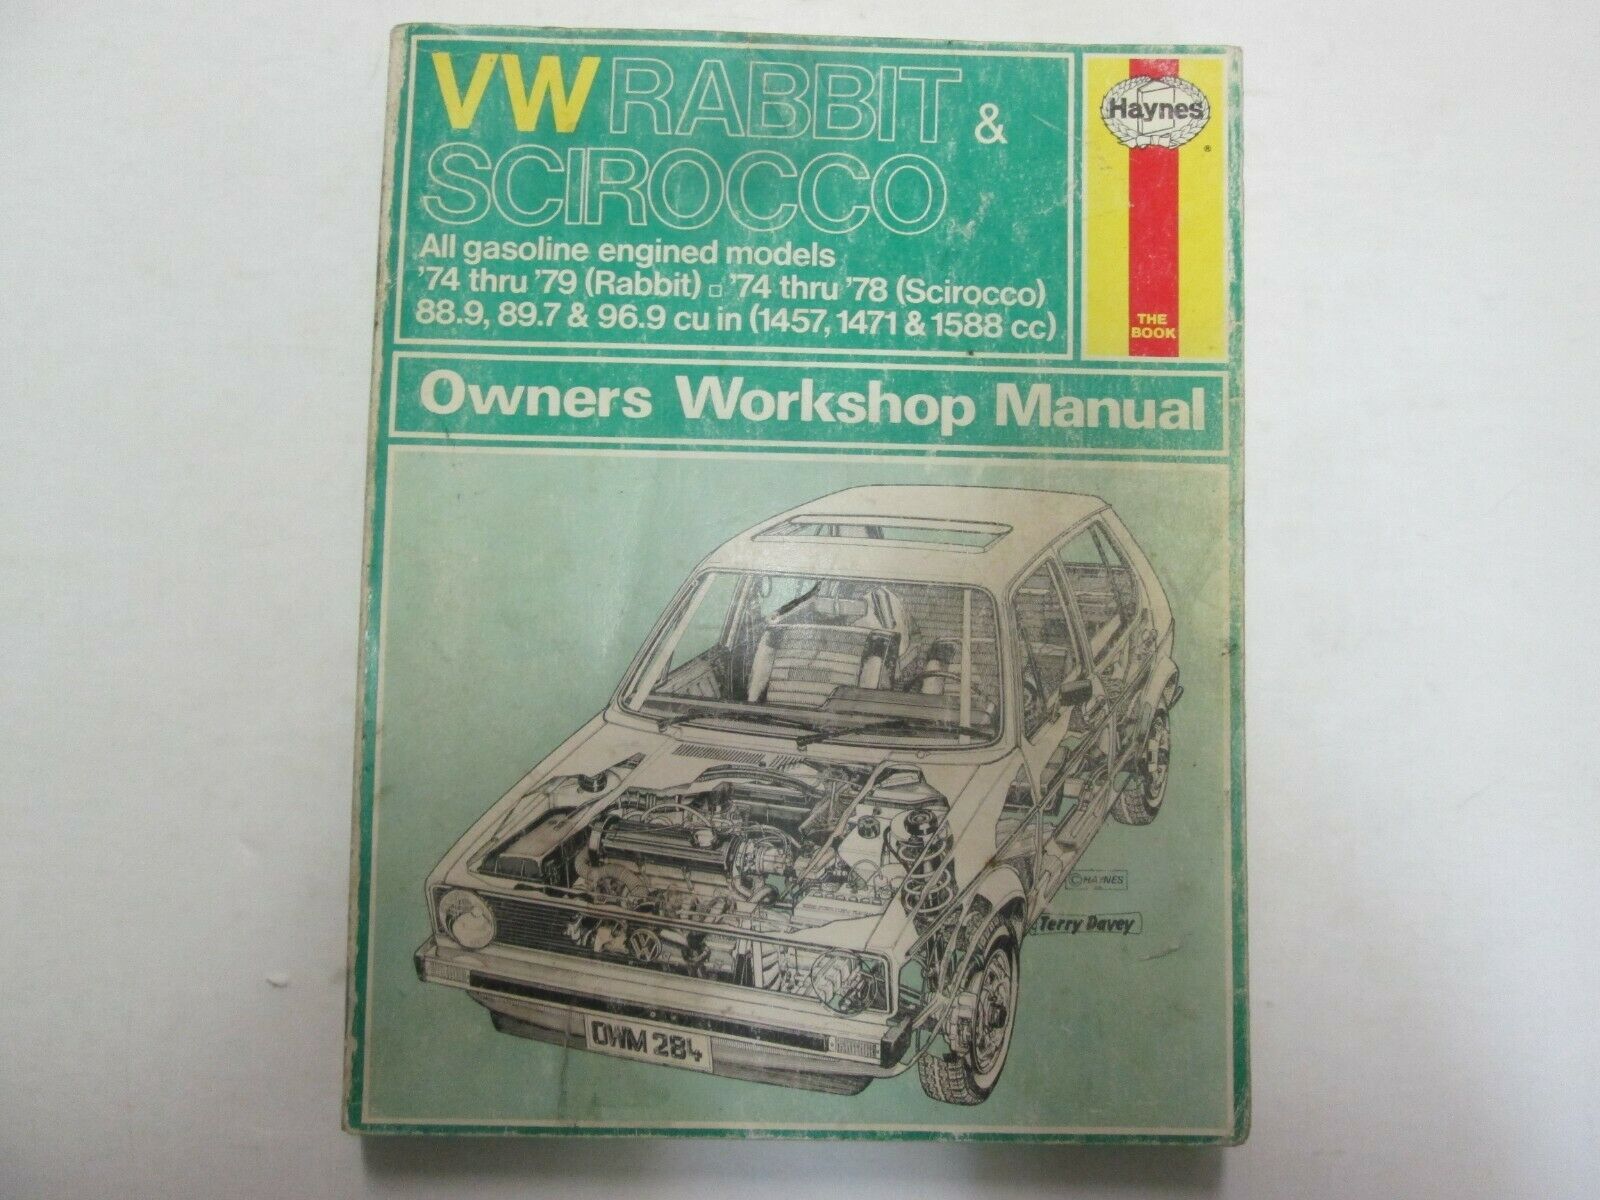 VW RABBIT &
SCIROCCO
All gasoline engined models
'74 thru '79 (Rabbit) □ '74 thru '78 (Scirocco)
88.9, 89.7 & 96.9 cu in (1457, 1471 & 1588 cc)
Haynes
®
THE
BOOK
Owners Workshop Manual
© HAYNES
Terry Davey
OWM 284